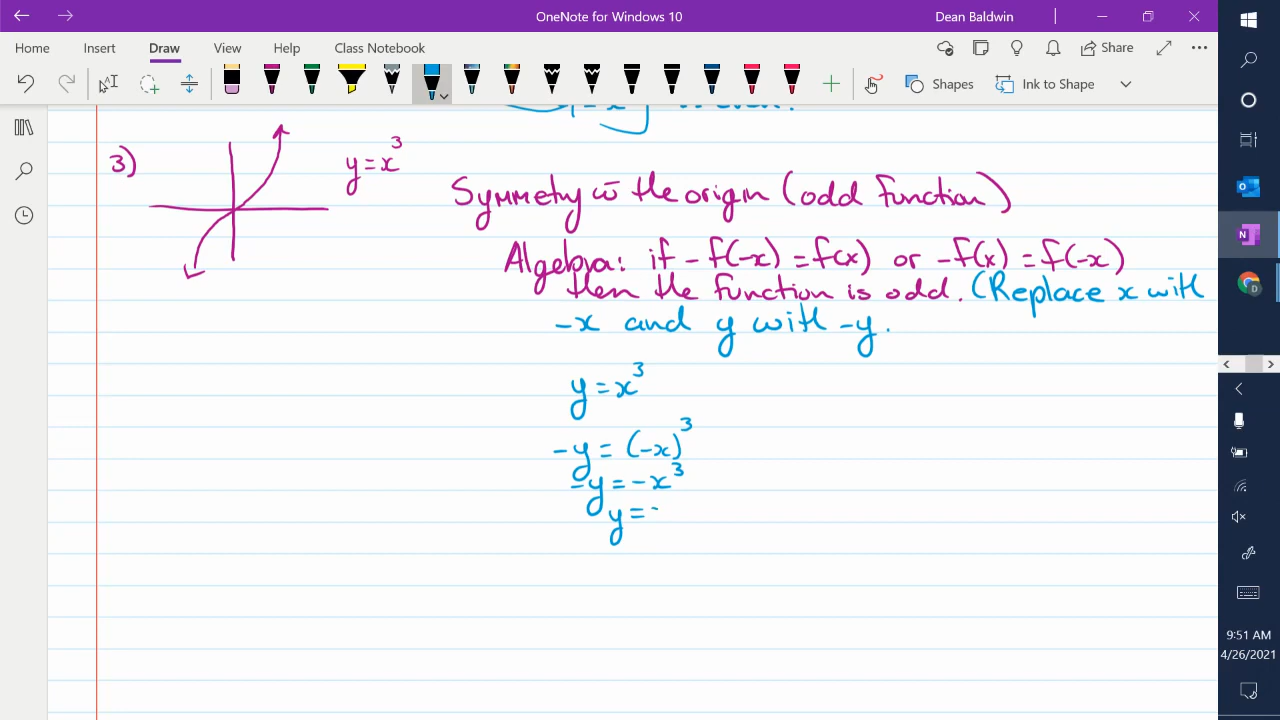 OneNote for Windows 10
Dean Baldwin
Home Insert Draw View Help Class Notebook Share
Shapes Ink to Shape
3) y = x³
Symmetry w̄ the origin (odd function)
Algebra: if -f(-x) = f(x) or -f(x) = f(-x)
then the function is odd. (Replace x with
-x and y with -y.
y = x³
-y = (-x)³
-y = -x³
y =
9:51 AM
4/26/2021